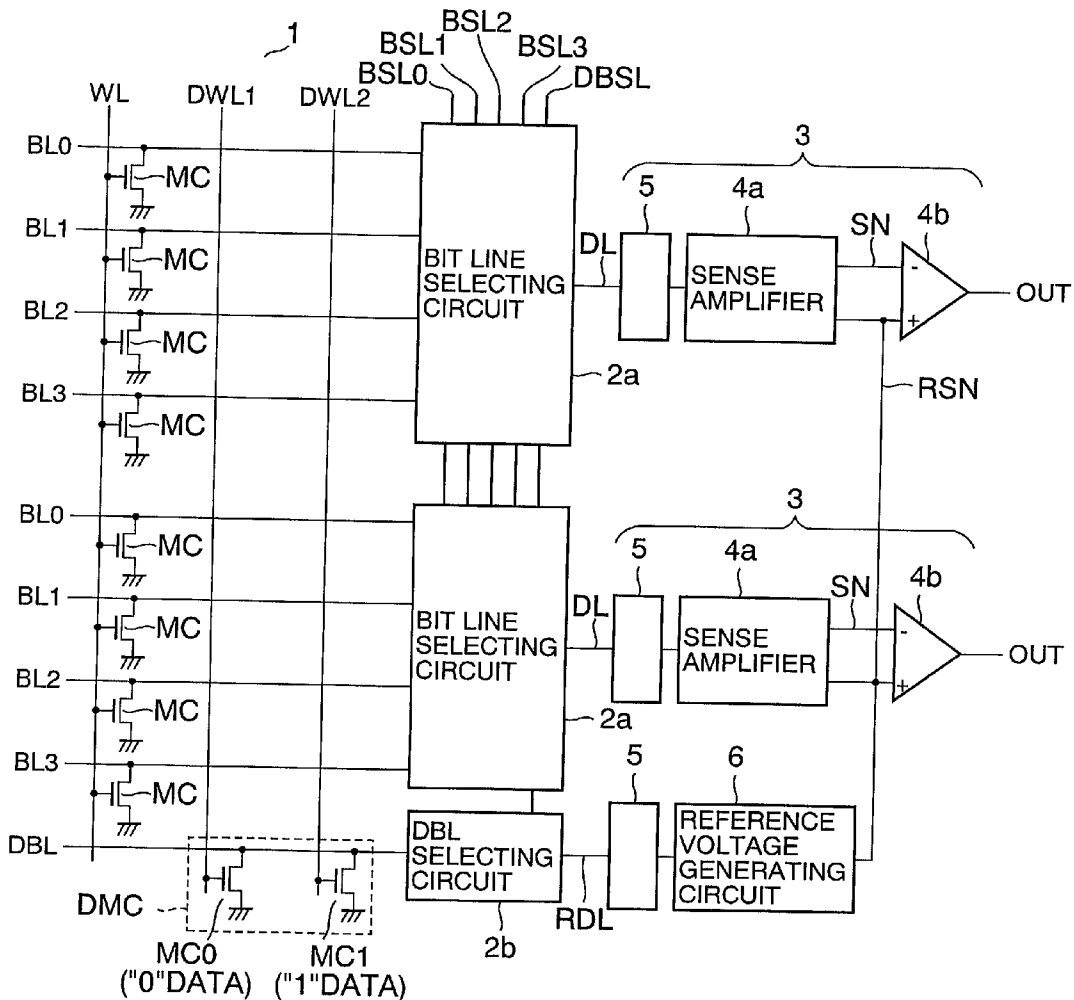 1
BSL2
BSL1
BSL3
BSL0
DBSL
WL
DWL1
DWL2
BL0
MC
BL1
MC
BL2
MC
BL3
MC
BIT LINE
SELECTING
CIRCUIT
2a
DL
3
5
4a
SENSE
AMPLIFIER
SN
4b
-
+
OUT
RSN
BL0
MC
BL1
MC
BL2
MC
BL3
MC
BIT LINE
SELECTING
CIRCUIT
2a
DL
3
5
4a
SENSE
AMPLIFIER
SN
4b
-
+
OUT
DBL
DMC
MC0
("0"DATA)
MC1
("1"DATA)
DBL
SELECTING
CIRCUIT
2b
RDL
5
6
REFERENCE
VOLTAGE
GENERATING
CIRCUIT